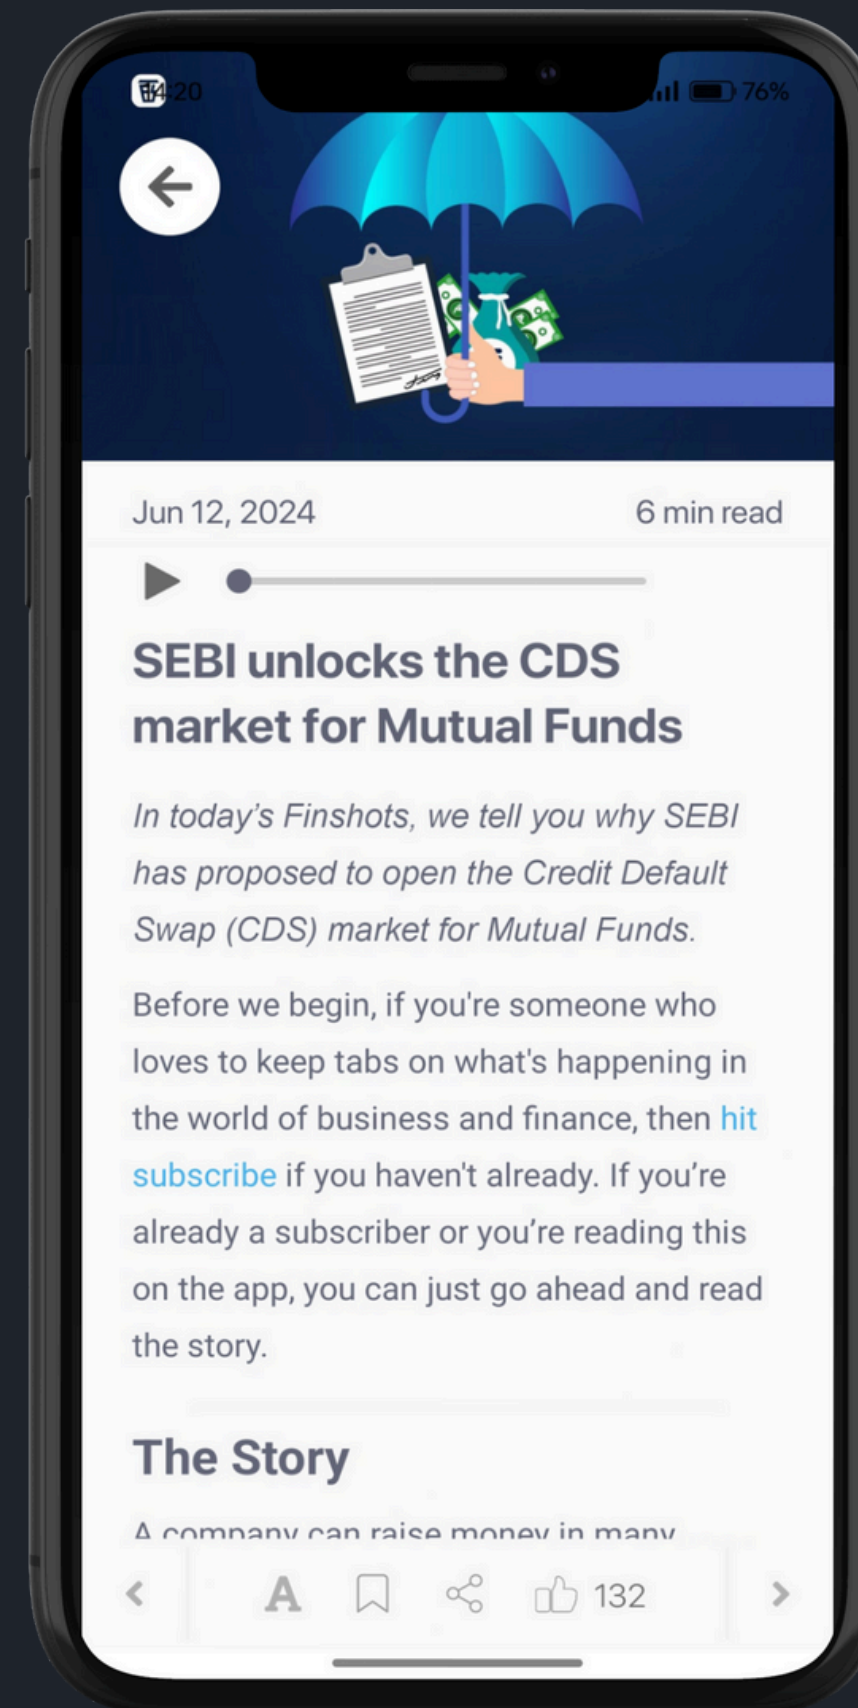 14:20 76%
Jun 12, 2024 6 min read
SEBI unlocks the CDS
market for Mutual Funds
In today’s Finshots, we tell you why SEBI
has proposed to open the Credit Default
Swap (CDS) market for Mutual Funds.
Before we begin, if you're someone who
loves to keep tabs on what's happening in
the world of business and finance, then hit
subscribe if you haven't already. If you’re
already a subscriber or you’re reading this
on the app, you can just go ahead and read
the story.
The Story
A company can raise money in many
A 132